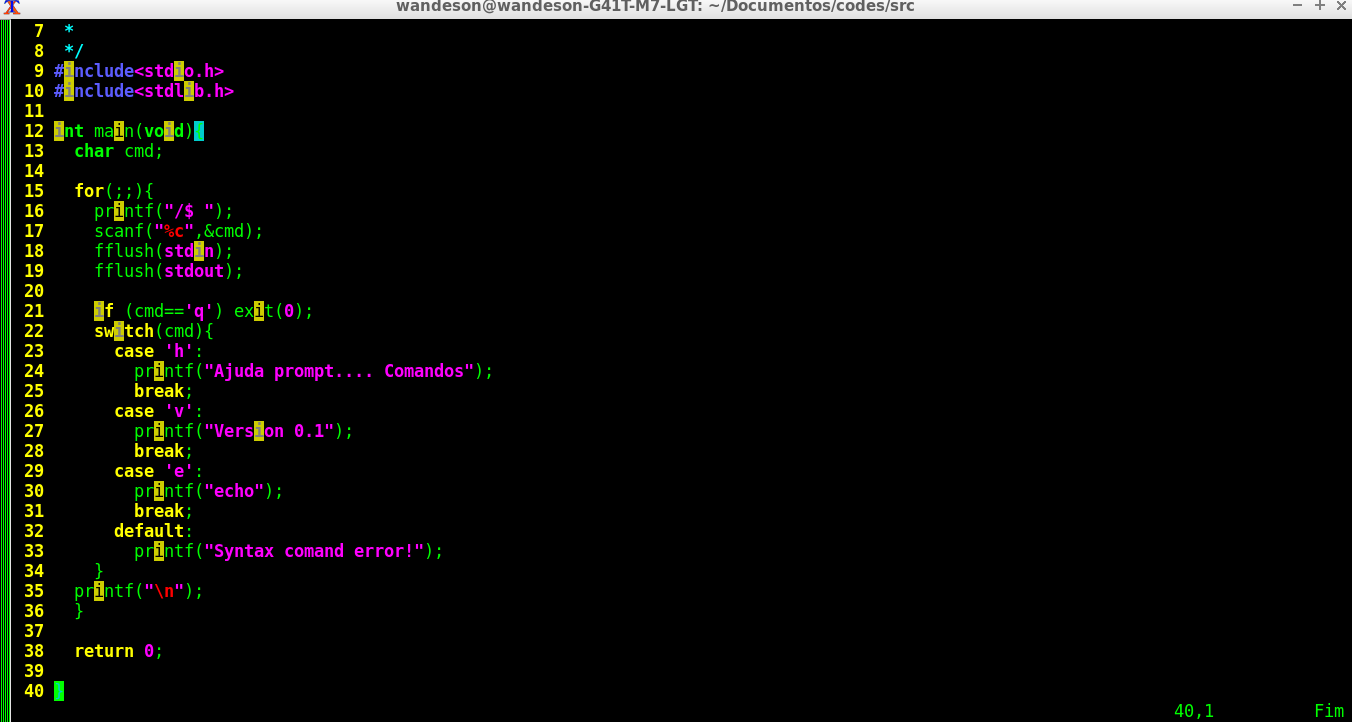 wandeson@wandeson-G41T-M7-LGT: ~/Documentos/codes/src
7  *
8  */
9 #include<stdio.h>
10 #include<stdlib.h>
11
12 int main(void){
13   char cmd;
14
15   for(;;){
16     printf("/$ ");
17     scanf("%c",&cmd);
18     fflush(stdin);
19     fflush(stdout);
20
21     if (cmd=='q') exit(0);
22     switch(cmd){
23       case 'h':
24         printf("Ajuda prompt.... Comandos");
25         break;
26       case 'v':
27         printf("Version 0.1");
28         break;
29       case 'e':
30         printf("echo");
31         break;
32       default:
33         printf("Syntax comand error!");
34     }
35   printf("\n");
36   }
37
38   return 0;
39
40 }
40,1 Fim